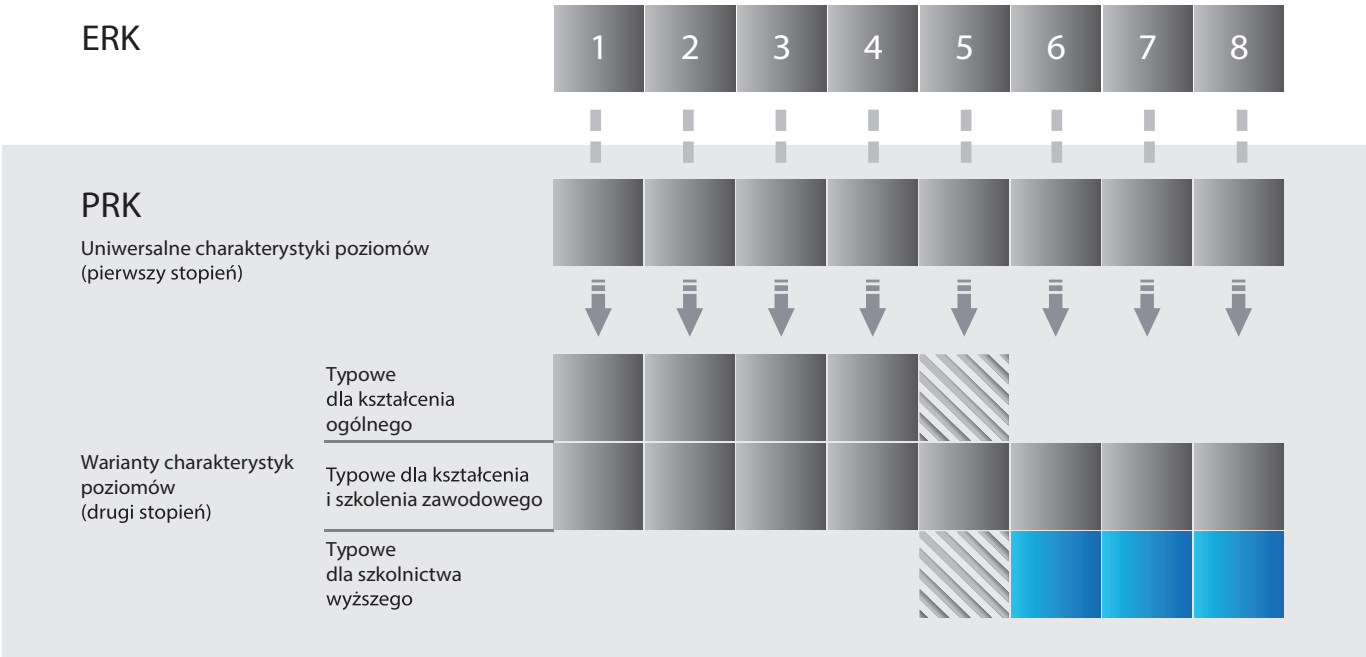 ERK
1 2 3 4 5 6 7 8
PRK
Uniwersalne charakterystyki poziomów
(pierwszy stopień)
Typowe
dla kształcenia
ogólnego
Warianty charakterystyk
poziomów
(drugi stopień)
Typowe dla kształcenia
i szkolenia zawodowego
Typowe
dla szkolnictwa
wyższego